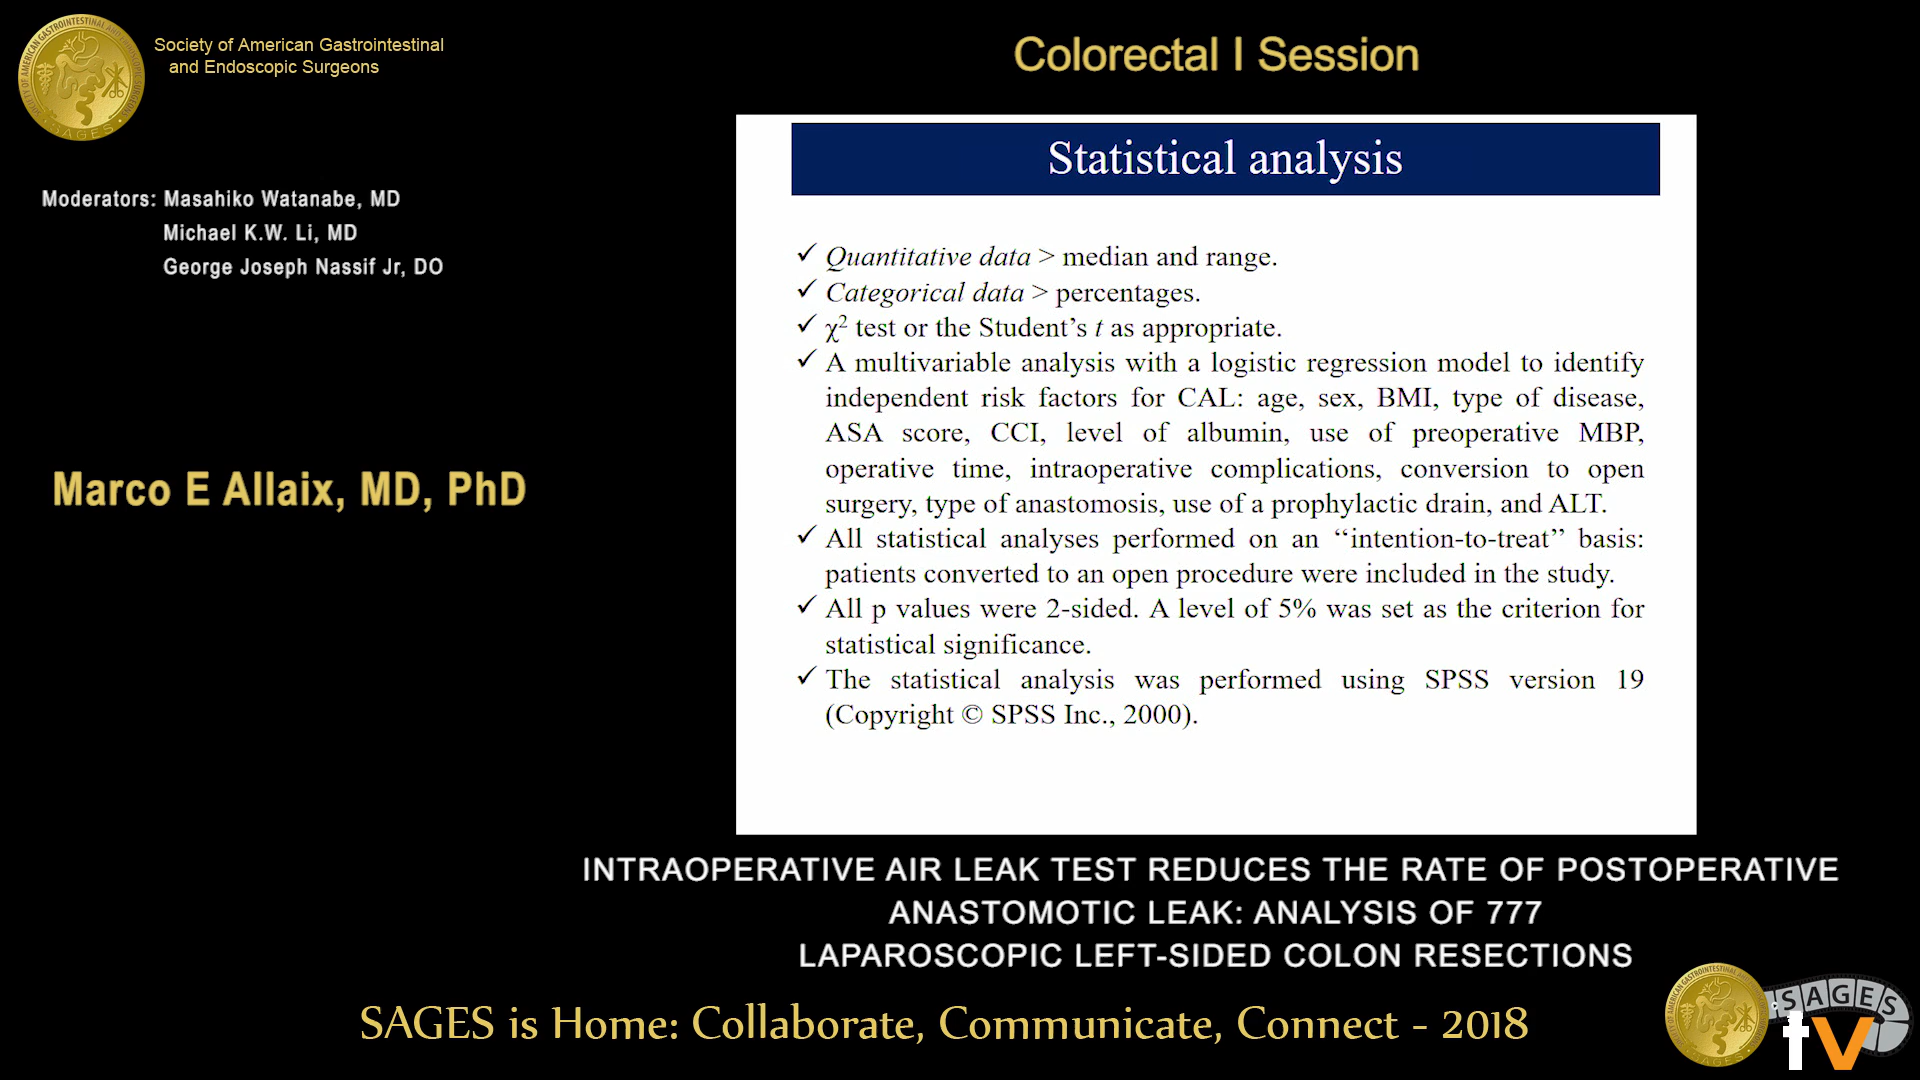 Society of American Gastrointestinal
and Endoscopic Surgeons
Colorectal I Session
Moderators: Masahiko Watanabe, MD
Michael K.W. Li, MD
George Joseph Nassif Jr, DO
Marco E Allaix, MD, PhD
Statistical analysis
✓ Quantitative data > median and range.
✓ Categorical data > percentages.
✓ χ² test or the Student’s t as appropriate.
✓ A multivariable analysis with a logistic regression model to identify
independent risk factors for CAL: age, sex, BMI, type of disease,
ASA score, CCI, level of albumin, use of preoperative MBP,
operative time, intraoperative complications, conversion to open
surgery, type of anastomosis, use of a prophylactic drain, and ALT.
✓ All statistical analyses performed on an ‘‘intention-to-treat’’ basis:
patients converted to an open procedure were included in the study.
✓ All p values were 2-sided. A level of 5% was set as the criterion for
statistical significance.
✓ The statistical analysis was performed using SPSS version 19
(Copyright © SPSS Inc., 2000).
INTRAOPERATIVE AIR LEAK TEST REDUCES THE RATE OF POSTOPERATIVE
ANASTOMOTIC LEAK: ANALYSIS OF 777
LAPAROSCOPIC LEFT-SIDED COLON RESECTIONS
SAGES is Home: Collaborate, Communicate, Connect - 2018
SAGES
tv
SAGES